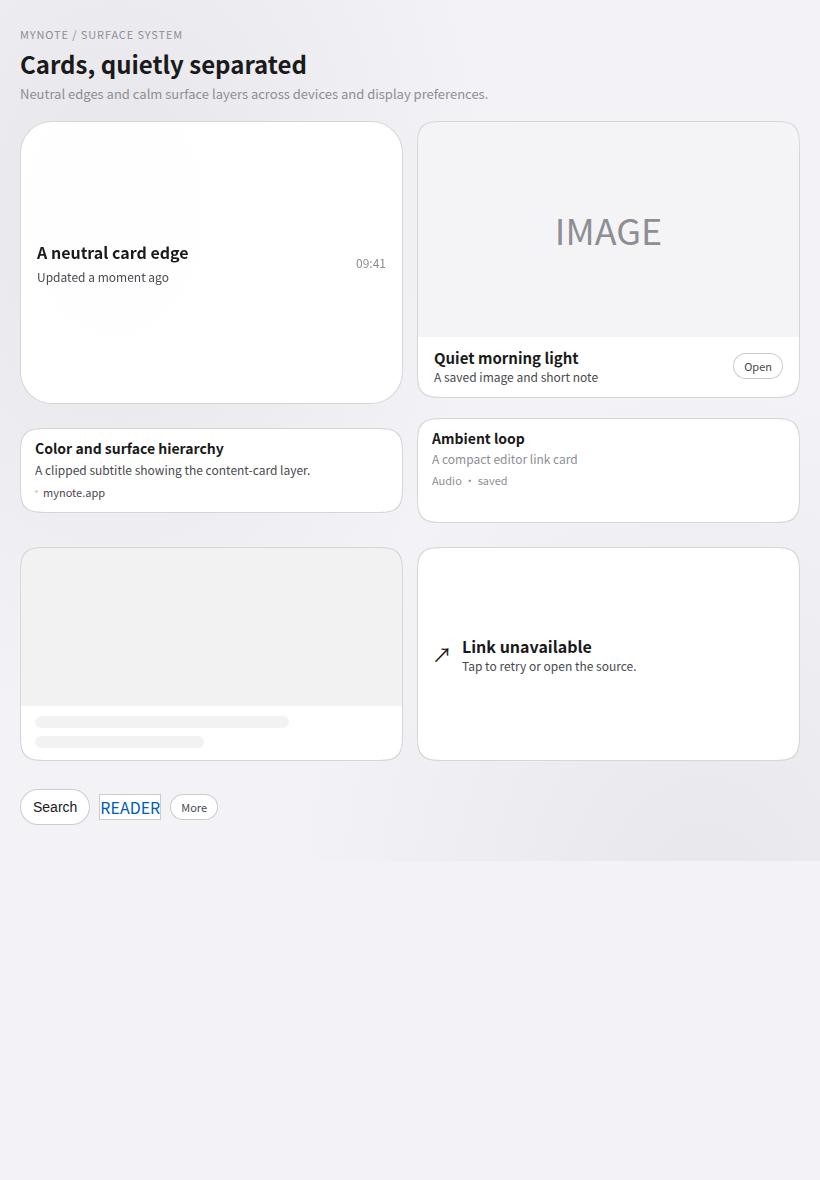 MYNOTE / SURFACE SYSTEM
Cards, quietly separated
Neutral edges and calm surface layers across devices and display preferences.
A neutral card edge
Updated a moment ago
09:41
IMAGE
Quiet morning light
A saved image and short note
Open
Color and surface hierarchy
A clipped subtitle showing the content-card layer.
mynote.app
Ambient loop
A compact editor link card
Audio • saved
↗ Link unavailable
Tap to retry or open the source.
Search
READER
More